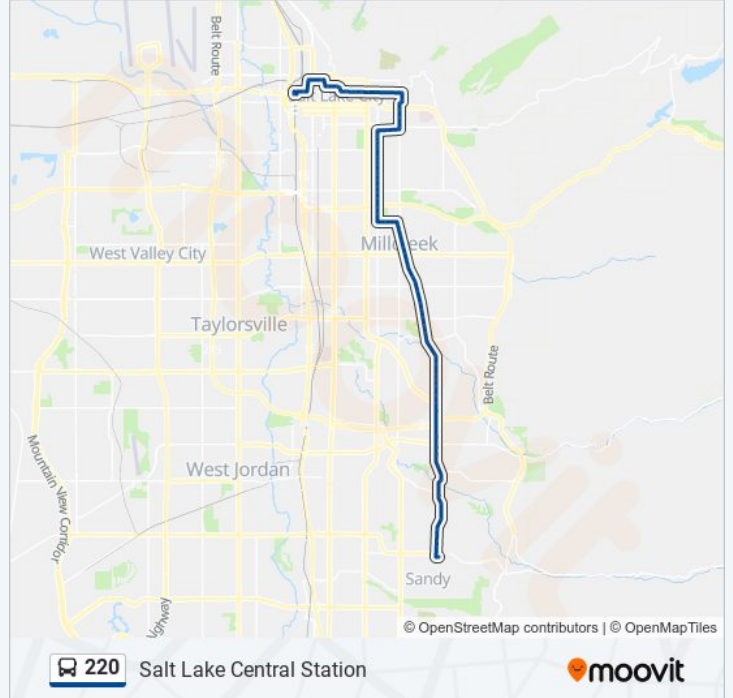 Belt Route
Salt Lake City
Millcreek
West Valley City
Taylorsville
Belt Route
West Jordan
Mountain View Corridor
Sandy
© OpenStreetMap contributors | © OpenMapTiles
220 Salt Lake Central Station
moovit